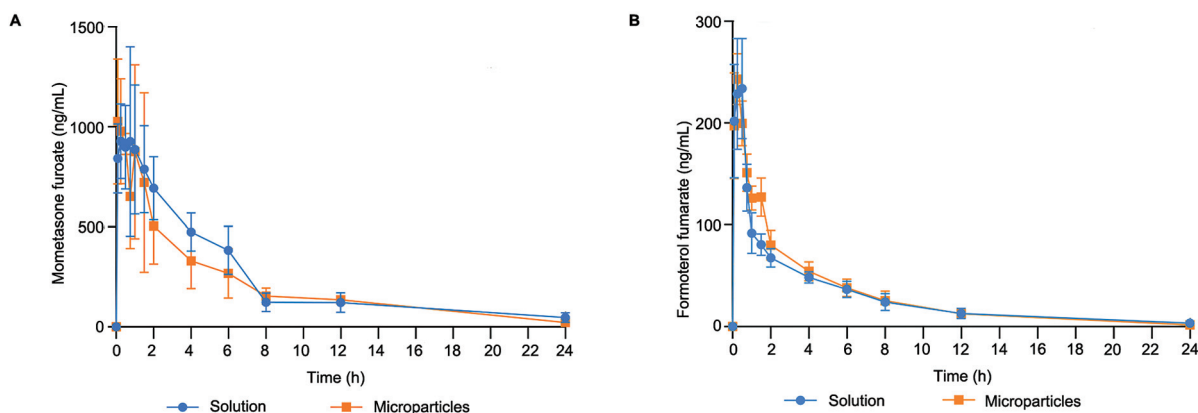 A
Mometasone furoate (ng/mL)
1500
1000
500
0
0 2 4 6 8 10 12 14 16 18 20 22 24
Time (h)
Solution Microparticles
B
Formoterol fumarate (ng/mL)
300
200
100
0
0 2 4 6 8 10 12 14 16 18 20 22 24
Time (h)
Solution Microparticles